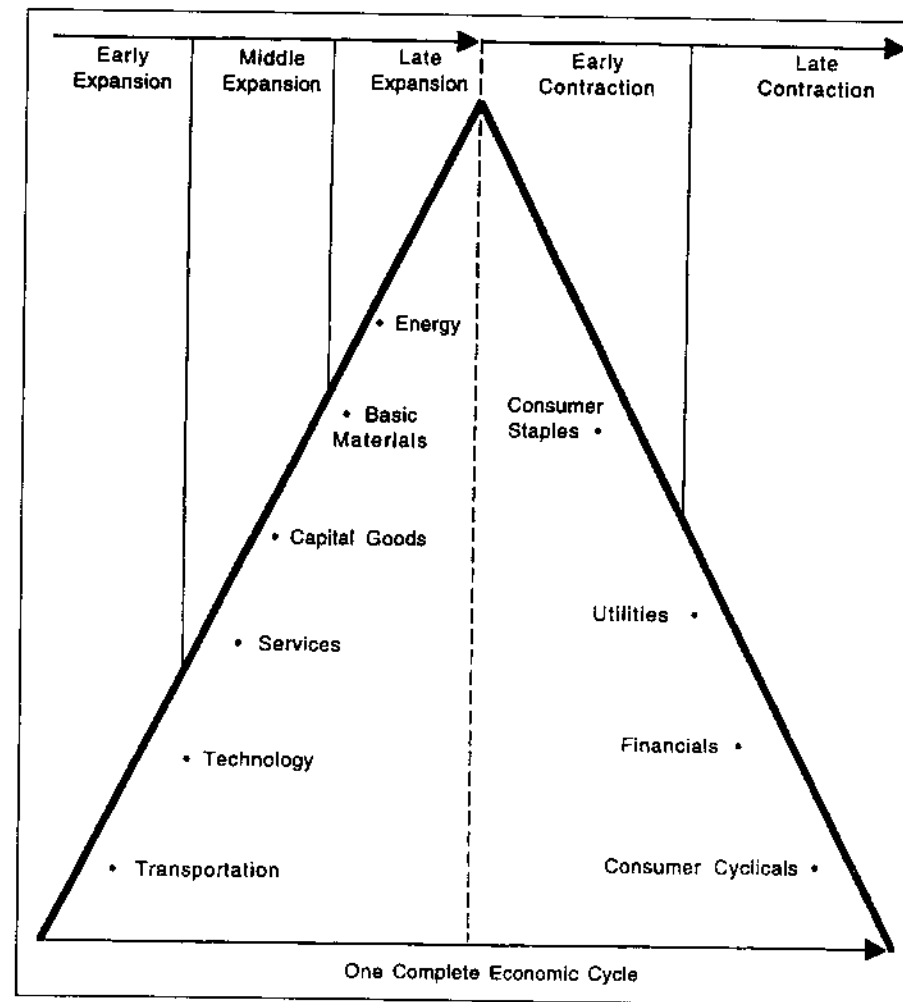 Early
Expansion
Middle
Expansion
Late
Expansion
Early
Contraction
Late
Contraction
Energy
Basic
Materials
Consumer
Staples
Capital Goods
Utilities
Services
Financials
Technology
Transportation
Consumer Cyclicals
One Complete Economic Cycle